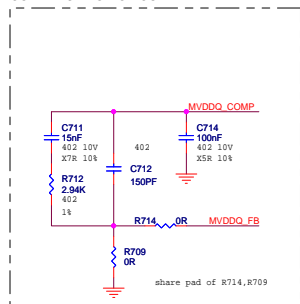 MVDDQ_COMP
C711
15nF
402 10V
X7R 10%
402
C714
100nF
402 10V
X5R 10%
C712
150PF
R712
2.94K
402
1%
R714 0R MVDDQ_FB
R709
0R
share pad of R714,R709